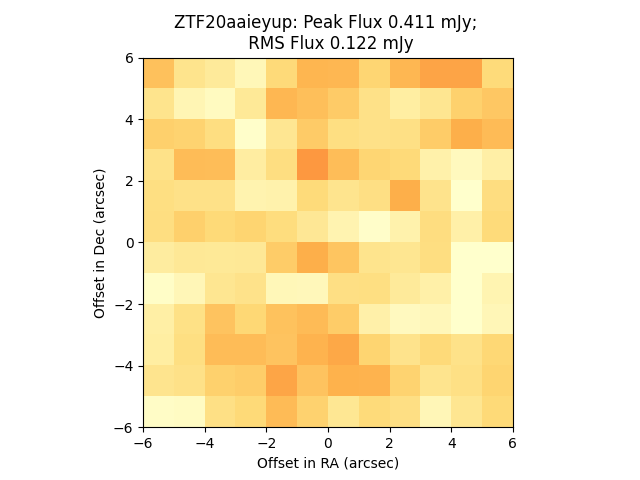 ZTF20aaieyup: Peak Flux 0.411 mJy;
RMS Flux 0.122 mJy
6
4
2
0
−2
−4
−6
Offset in Dec (arcsec)
−6 −4 −2 0 2 4 6
Offset in RA (arcsec)